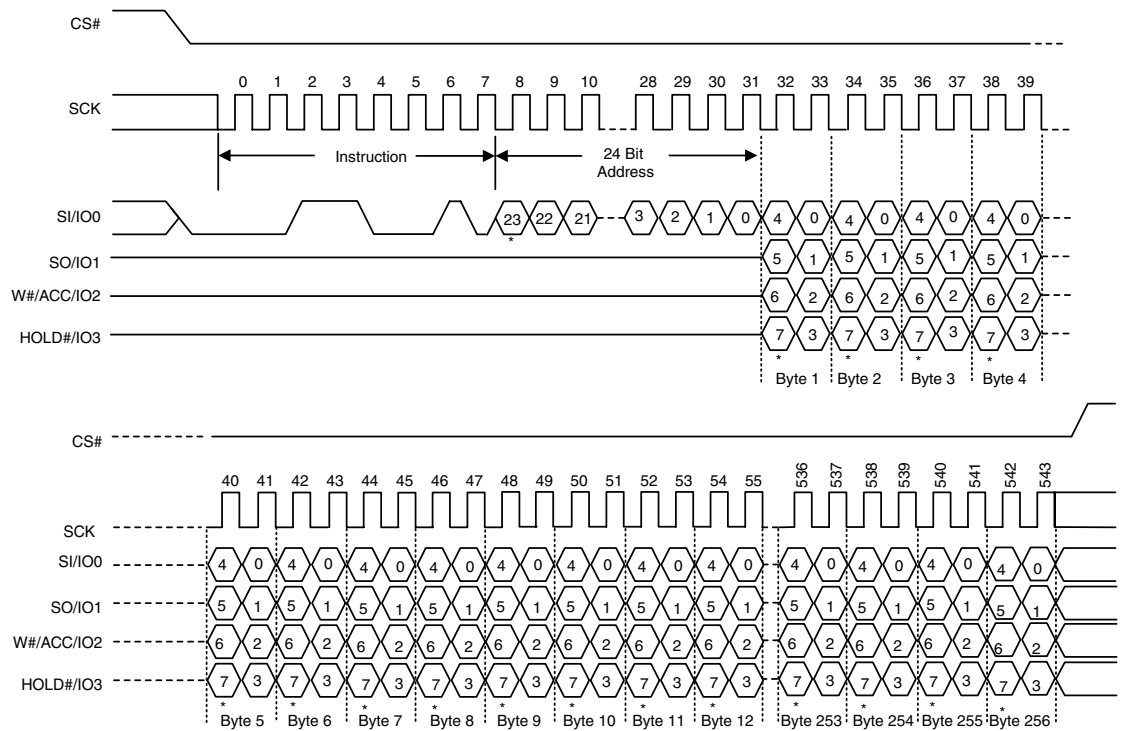 CS#
0 1 2 3 4 5 6 7 8 9 10 28 29 30 31 32 33 34 35 36 37 38 39
SCK
Instruction
24 Bit
Address
SI/IO0 23 22 21 3 2 1 0 4 0 4 0 4 0 4 0
*
SO/IO1 5 1 5 1 5 1 5 1
W#/ACC/IO2 6 2 6 2 6 2 6 2
HOLD#/IO3 7 3 7 3 7 3 7 3
* * * *
Byte 1 Byte 2 Byte 3 Byte 4
CS#
40 41 42 43 44 45 46 47 48 49 50 51 52 53 54 55 536 537 538 539 540 541 542 543
SCK
SI/IO0 4 0 4 0 4 0 4 0 4 0 4 0 4 0 4 0 4 0 4 0 4 0 4 0
SO/IO1 5 1 5 1 5 1 5 1 5 1 5 1 5 1 5 1 5 1 5 1 5 1 5 1
W#/ACC/IO2 6 2 6 2 6 2 6 2 6 2 6 2 6 2 6 2 6 2 6 2 6 2 6 2
HOLD#/IO3 7 3 7 3 7 3 7 3 7 3 7 3 7 3 7 3 7 3 7 3 7 3 7 3
* * * * * * * * * * * *
Byte 5 Byte 6 Byte 7 Byte 8 Byte 9 Byte 10 Byte 11 Byte 12 Byte 253 Byte 254 Byte 255 Byte 256